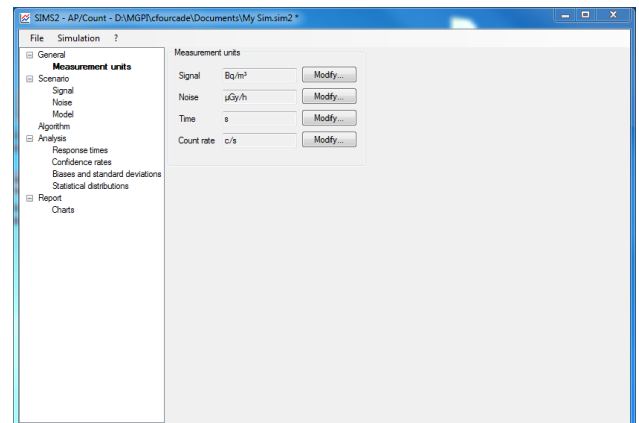 SIMS2 - AP/Count - D:\MGPI\cfourcade\Documents\My Sim.sim2 *
File Simulation ?
General
Measurement units
Scenario
Signal
Noise
Model
Algorithm
Analysis
Response times
Confidence rates
Biases and standard deviations
Statistical distributions
Report
Charts
Measurement units
Signal Bq/m³ Modify...
Noise µGy/h Modify...
Time s Modify...
Count rate c/s Modify...